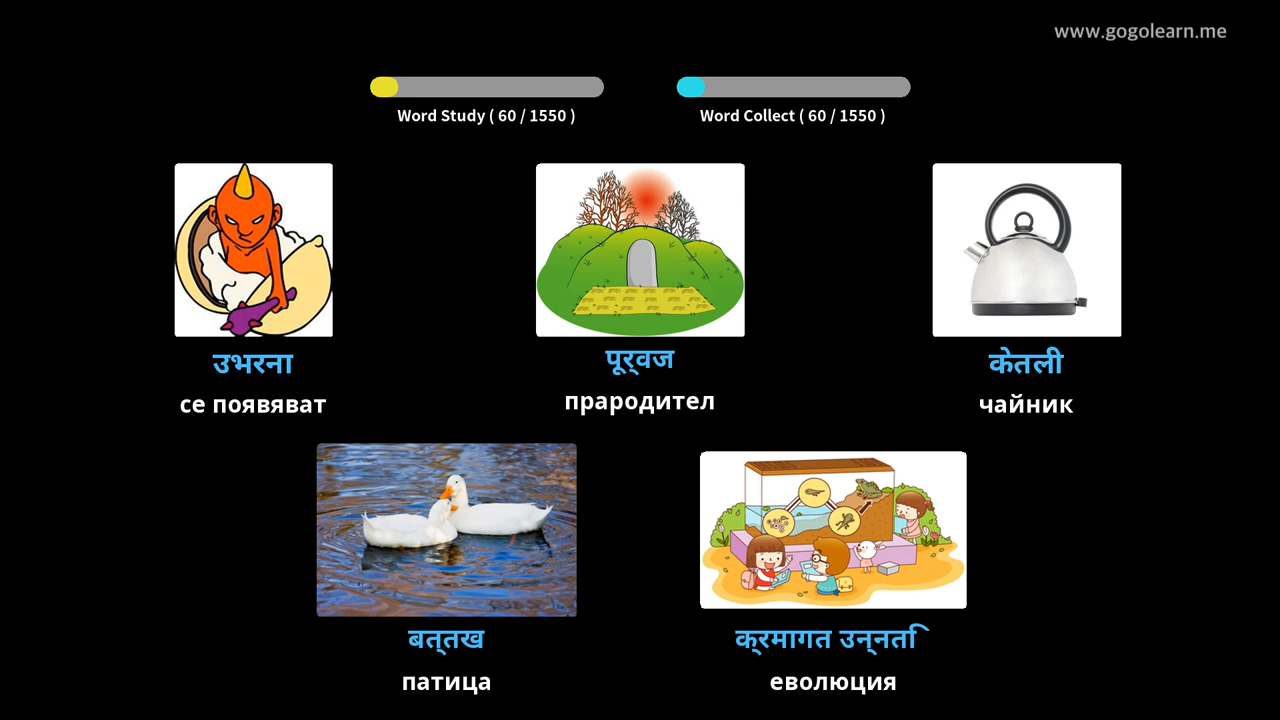 www.gogolearn.me
Word Study ( 60 / 1550 )
Word Collect ( 60 / 1550 )
उभरना
се появяват
पूर्वज
прародител
केतली
чайник
बत्तख
патица
क्रमागत उन्नति
еволюция